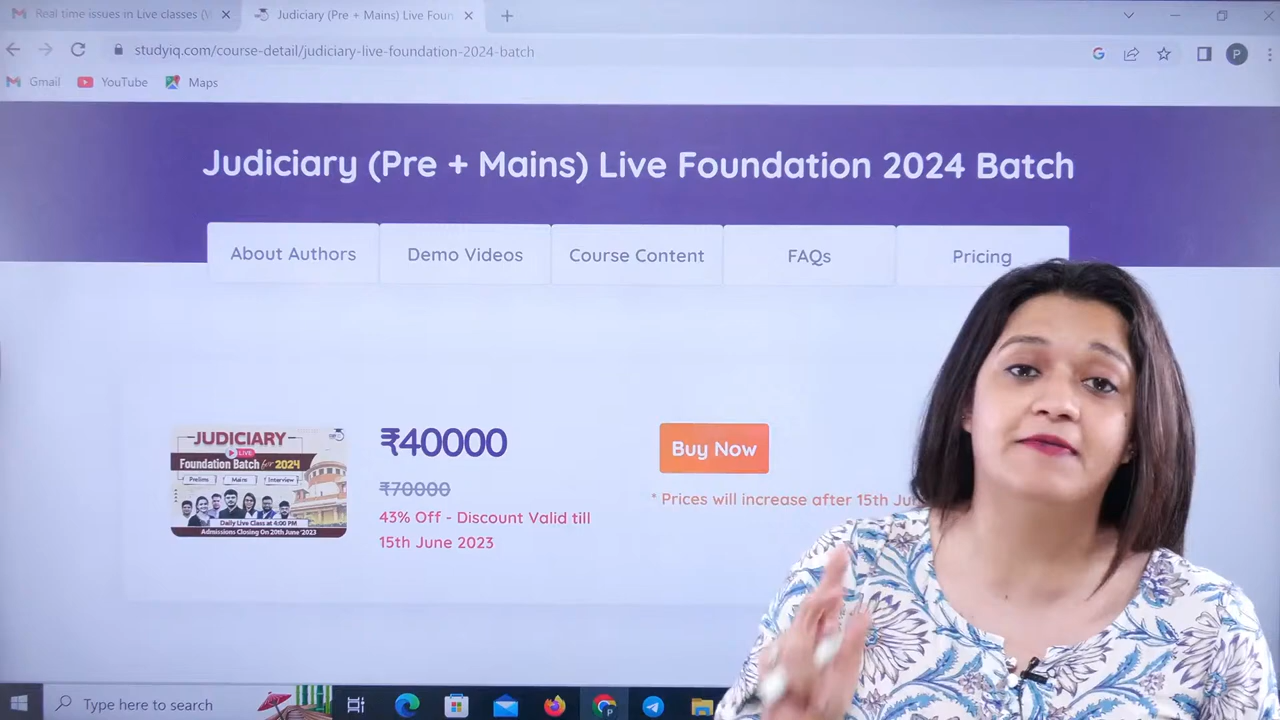 Real time issues in Live classes (
Judiciary (Pre + Mains) Live Foun
studyiq.com/course-detail/judiciary-live-foundation-2024-batch
G
P
Gmail
YouTube
Maps
Judiciary (Pre + Mains) Live Foundation 2024 Batch
About Authors
Demo Videos
Course Content
FAQs
Pricing
JUDICIARY
LIVE
Foundation Batch for 2024
Prelims
Mains
Interview
Daily Live Class at 4:00 PM
Admissions Closing On 20th June'2023
₹40000
₹70000
43% Off - Discount Valid till
15th June 2023
Buy Now
* Prices will increase after 15th Ju
Type here to search